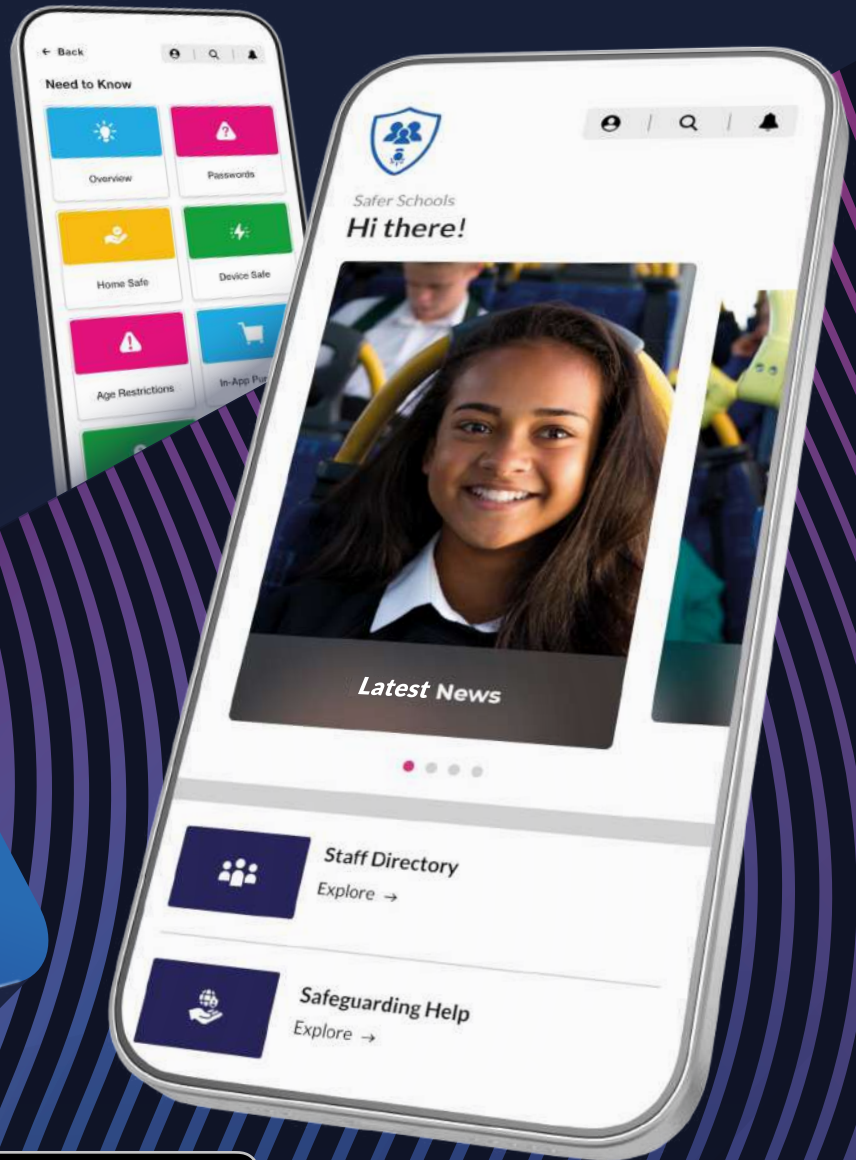 ← Back
Need to Know
Overview
Passwords
Home Safe
Device Safe
Age Restrictions
In-App
Safer Schools
Hi there!
Latest News
Staff Directory
Explore →
Safeguarding Help
Explore →